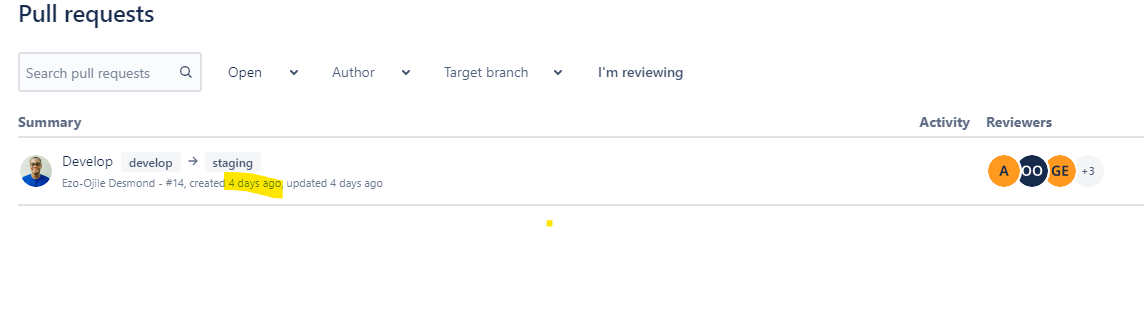 Pull requests
Search pull requests Open Author Target branch I'm reviewing
Summary Activity Reviewers
Develop develop → staging A OO GE +3
Ezo-Ojile Desmond - #14, created 4 days ago, updated 4 days ago